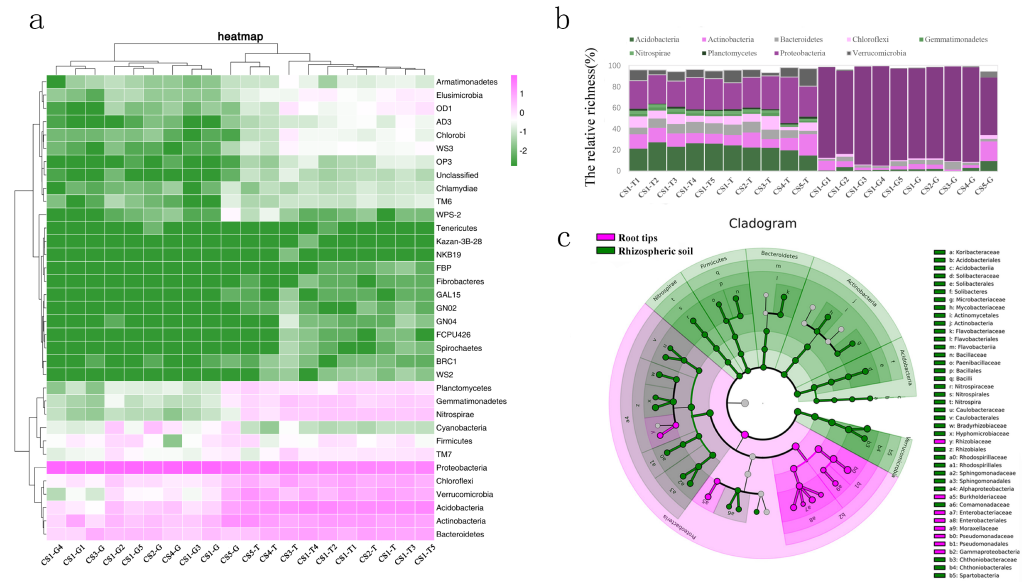 a
heatmap
1
0
-1
-2
Armatimonadetes
Elusimicrobia
OD1
AD3
Chlorobi
WS3
OP3
Unclassified
Chlamydiae
TM6
WPS-2
Tenericutes
Kazan-3B-28
NKB19
FBP
Fibrobacteres
GAL15
GN02
GN04
FCPU426
Spirochaetes
BRC1
WS2
Planctomycetes
Gemmatimonadetes
Nitrospirae
Cyanobacteria
Firmicutes
TM7
Proteobacteria
Chloroflexi
Verrucomicrobia
Acidobacteria
Actinobacteria
Bacteroidetes
CS1-G4
CS1-G1
CS3-G
CS1-G2
CS1-G5
CS2-G
CS4-G
CS1-G3
CS1-G
CS5-G
CS5-T
CS4-T
CS3-T
CS1-T4
CS1-T2
CS1-T1
CS2-T
CS1-T
CS1-T3
CS1-T5
b
Acidobacteria Actinobacteria Bacteroidetes Chloroflexi Gemmatimonadetes
Nitrospirae Planctomycetes Proteobacteria Verrucomicrobia
The relative richness(%)
100
80
60
40
20
0
CS1-T1
CS1-T2
CS1-T3
CS1-T4
CS1-T5
CS1-T
CS2-T
CS3-T
CS4-T
CS5-T
CS1-G1
CS1-G2
CS1-G3
CS1-G4
CS1-G5
CS1-G
CS2-G
CS3-G
CS4-G
CS5-G
c
Cladogram
Root tips
Rhizospheric soil
Nitrospirae
Firmicutes
Bacteroidetes
Actinobacteria
Acidobacteria
Verrucomicrobia
Proteobacteria
a: Koribacteraceae
b: Acidobacteriales
c: Acidobacteriia
d: Solibacteraceae
e: Solibacterales
f: Solibacteres
g: Microbacteriaceae
h: Mycobacteriaceae
i: Actinomycetales
j: Actinobacteria
k: Flavobacteriaceae
l: Flavobacteriales
m: Flavobacteriia
n: Bacillaceae
o: Paenibacillaceae
p: Bacillales
q: Bacilli
r: Nitrospiraceae
s: Nitrospirales
t: Nitrospira
u: Caulobacteraceae
v: Caulobacterales
w: Bradyrhizobiaceae
x: Hyphomicrobiaceae
y: Rhizobiaceae
z: Rhizobiales
a0: Rhodospirillaceae
a1: Rhodospirillales
a2: Sphingomonadaceae
a3: Sphingomonadales
a4: Alphaproteobacteria
a5: Burkholderiaceae
a6: Comamonadaceae
a7: Enterobacteriaceae
a8: Enterobacteriales
a9: Moraxellaceae
b0: Pseudomonadaceae
b1: Pseudomonadales
b2: Gammaproteobacteria
b3: Chthoniobacteraceae
b4: Chthoniobacterales
b5: Spartobacteria